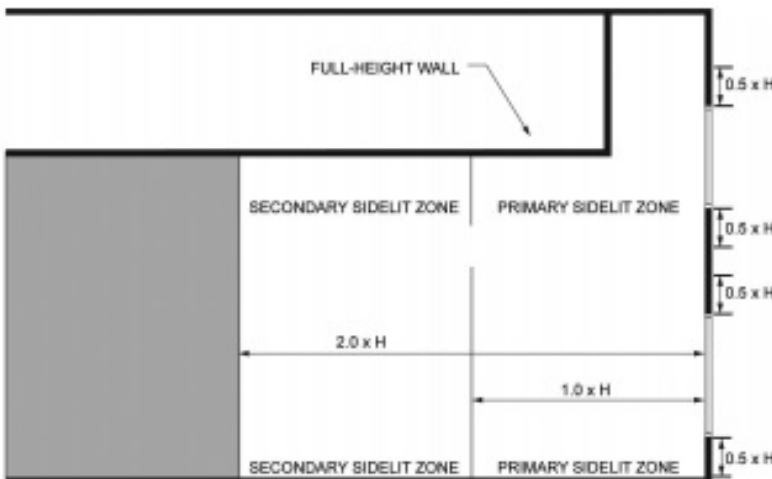 FULL-HEIGHT WALL
0.5 x H
SECONDARY SIDELIT ZONE
PRIMARY SIDELIT ZONE
0.5 x H
0.5 x H
2.0 x H
1.0 x H
0.5 x H
SECONDARY SIDELIT ZONE
PRIMARY SIDELIT ZONE